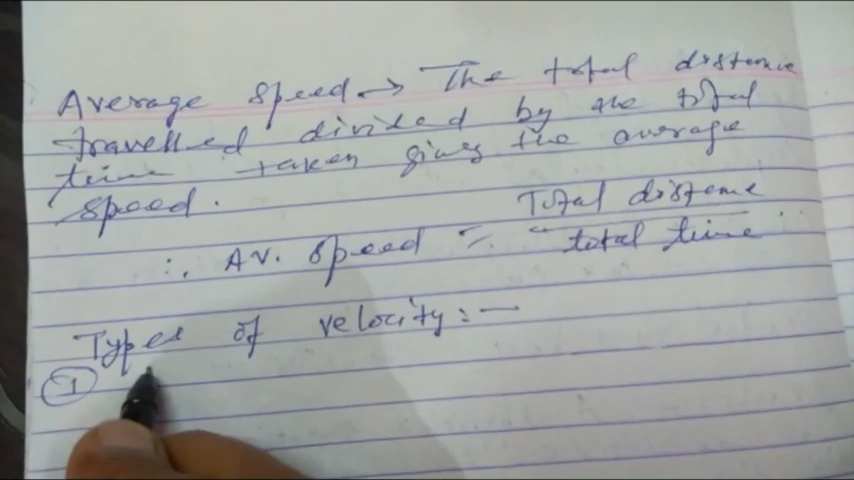 Average speed → The total distance
travelled divided by the total
time taken gives the average
speed.
Total distance
∴ Av. speed =
total time
Types of velocity :—
①